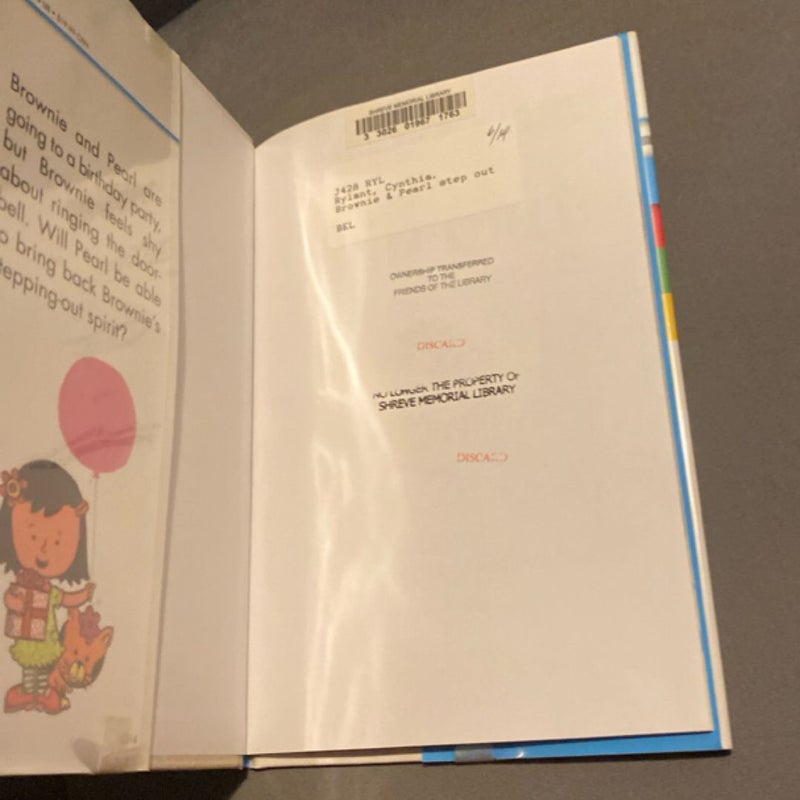 Brownie and Pearl are
going to a birthday party,
but Brownie feels shy
about ringing the door-
bell. Will Pearl be able
to bring back Brownie's
stepping-out spirit?
SHREVE MEMORIAL LIBRARY
3 3026 01967 1763
J428 RYL
Rylant, Cynthia.
Brownie & Pearl step out
BEL
OWNERSHIP TRANSFERRED
TO THE
FRIENDS OF THE LIBRARY
DISCARD
NO LONGER THE PROPERTY OF
SHREVE MEMORIAL LIBRARY
DISCARD